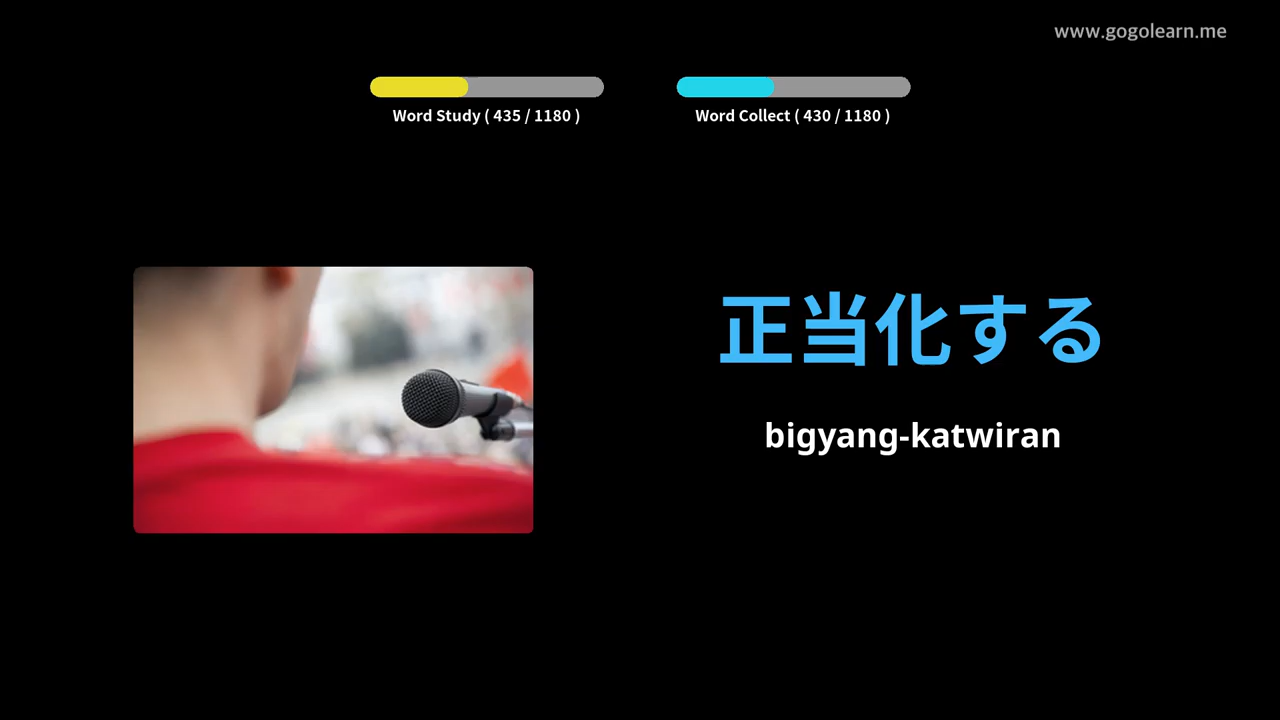 www.gogolearn.me
Word Study ( 435 / 1180 )
Word Collect ( 430 / 1180 )
正当化する
bigyang-katwiran